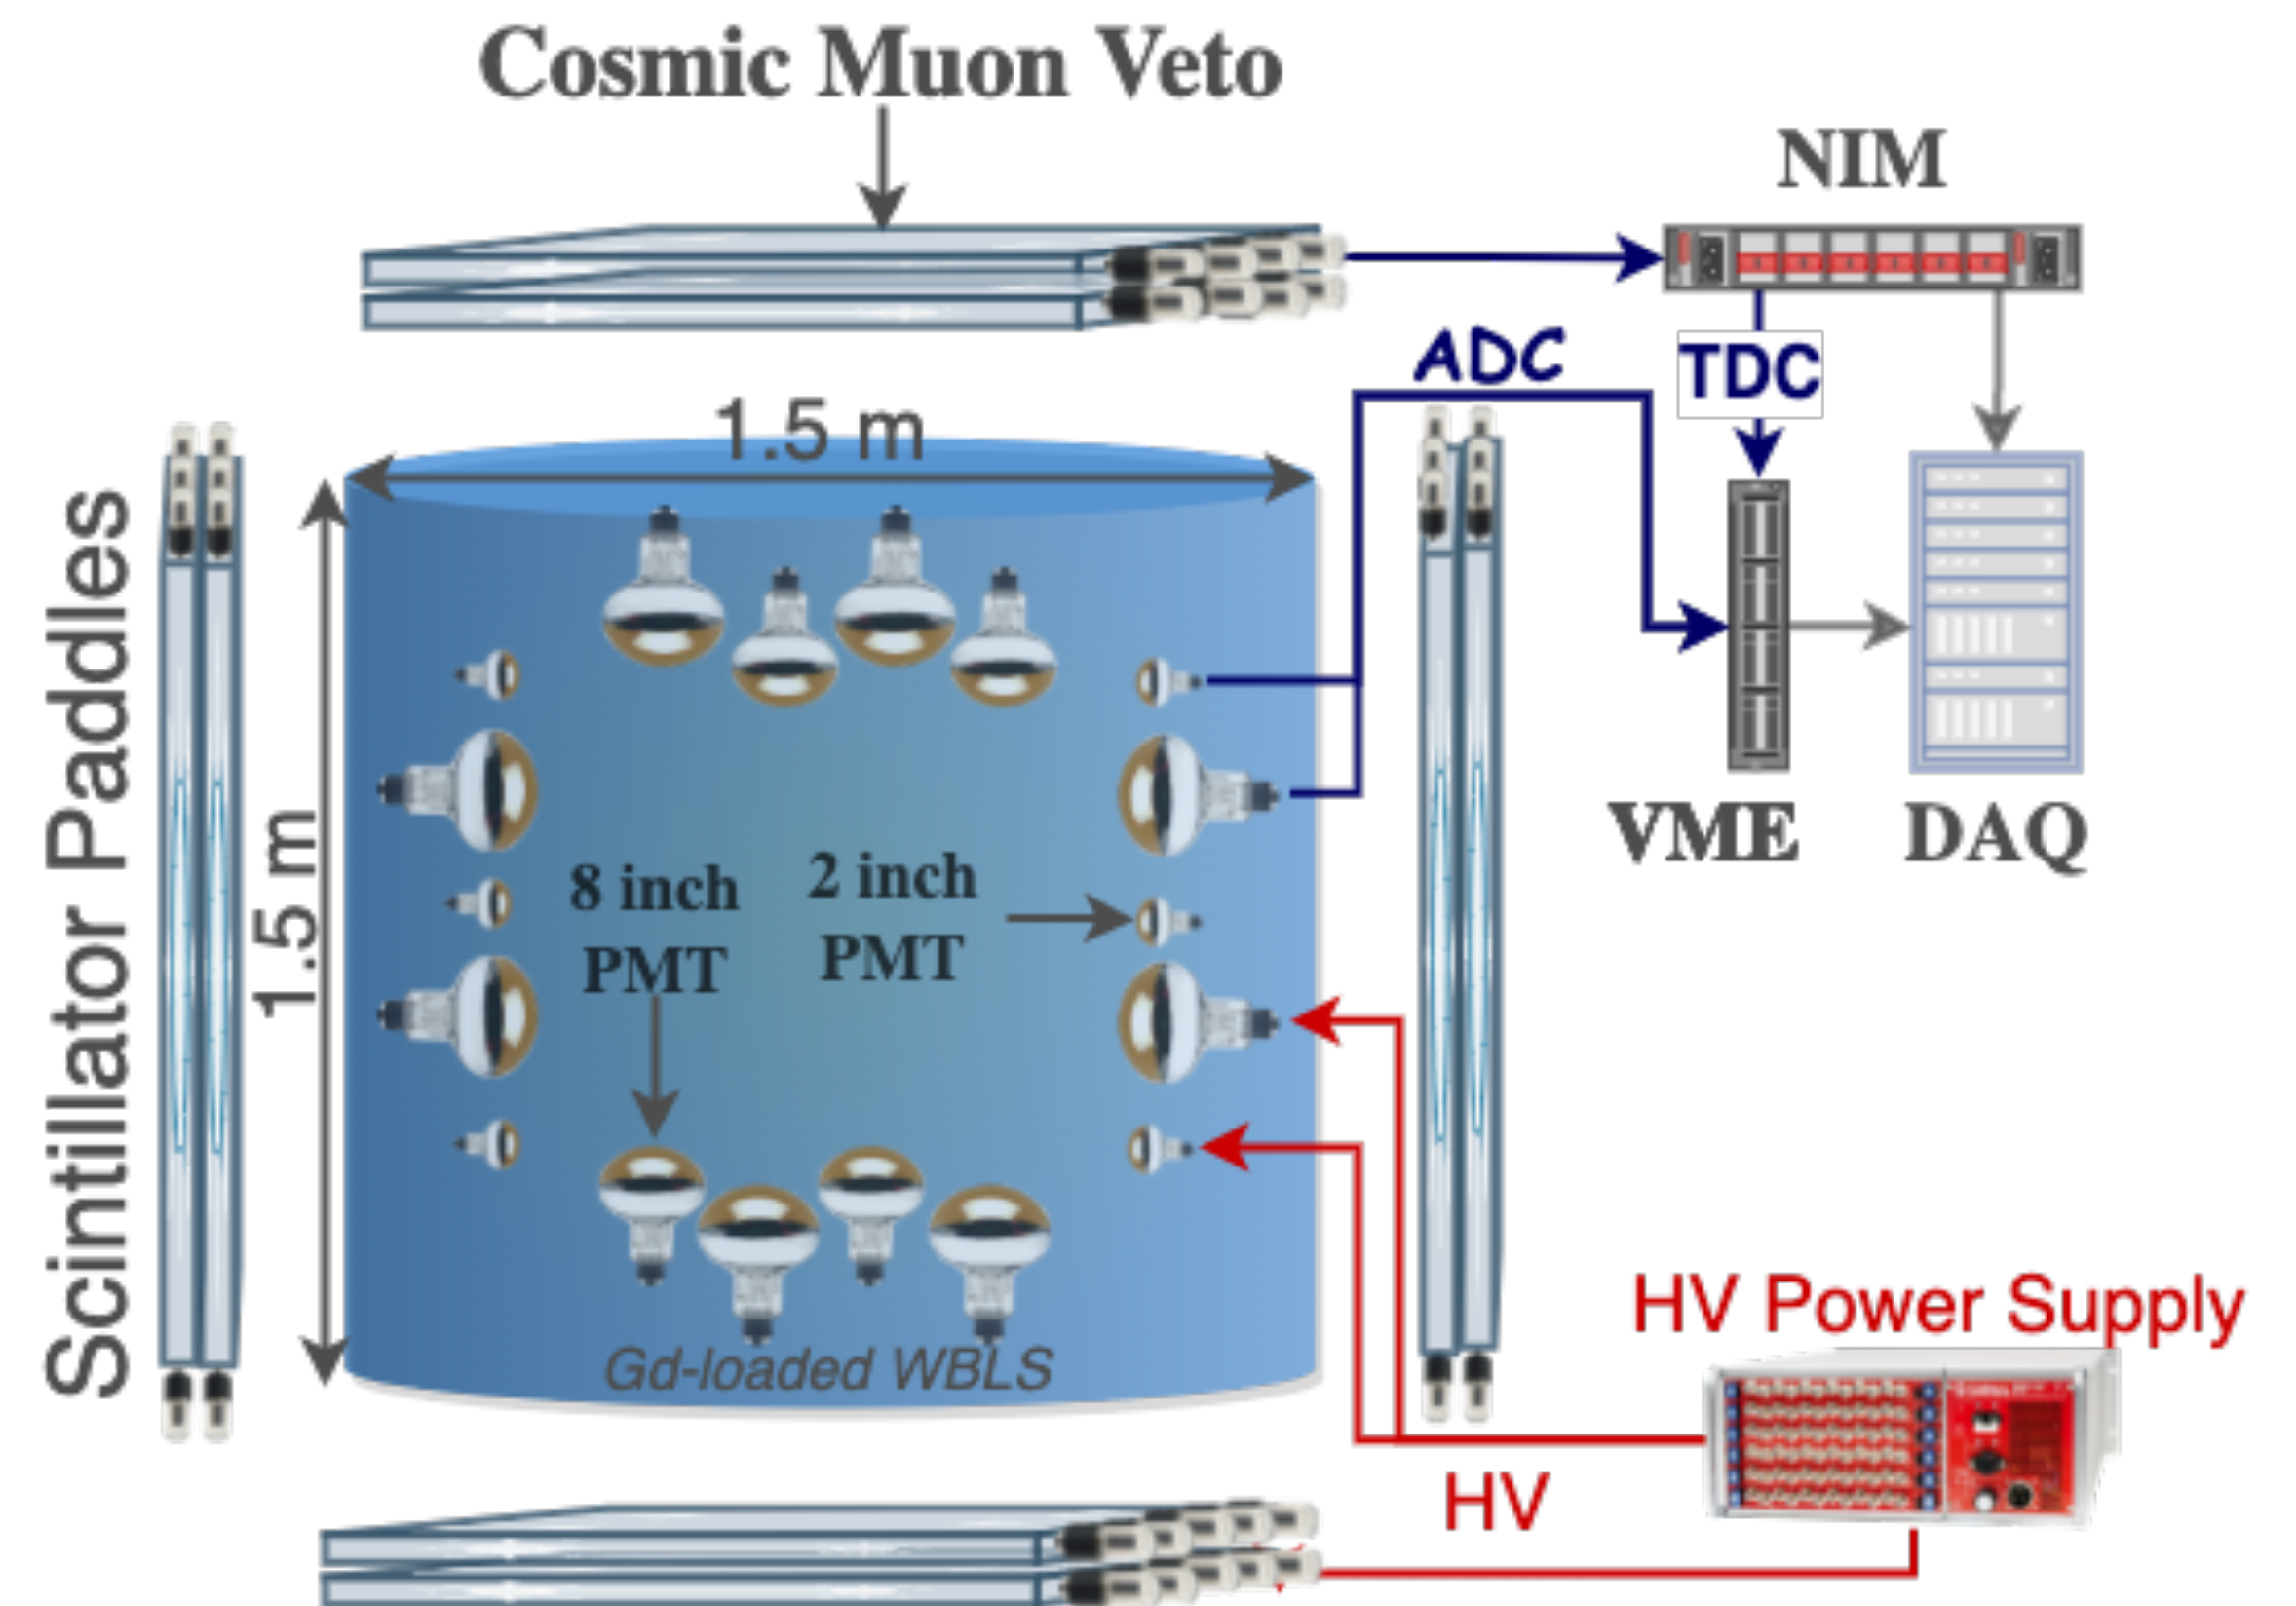 Cosmic Muon Veto
NIM
ADC
TDC
1.5 m
Scintillator Paddles
1.5 m
VME
DAQ
8 inch
PMT
2 inch
PMT
Gd-loaded WBLS
HV Power Supply
HV